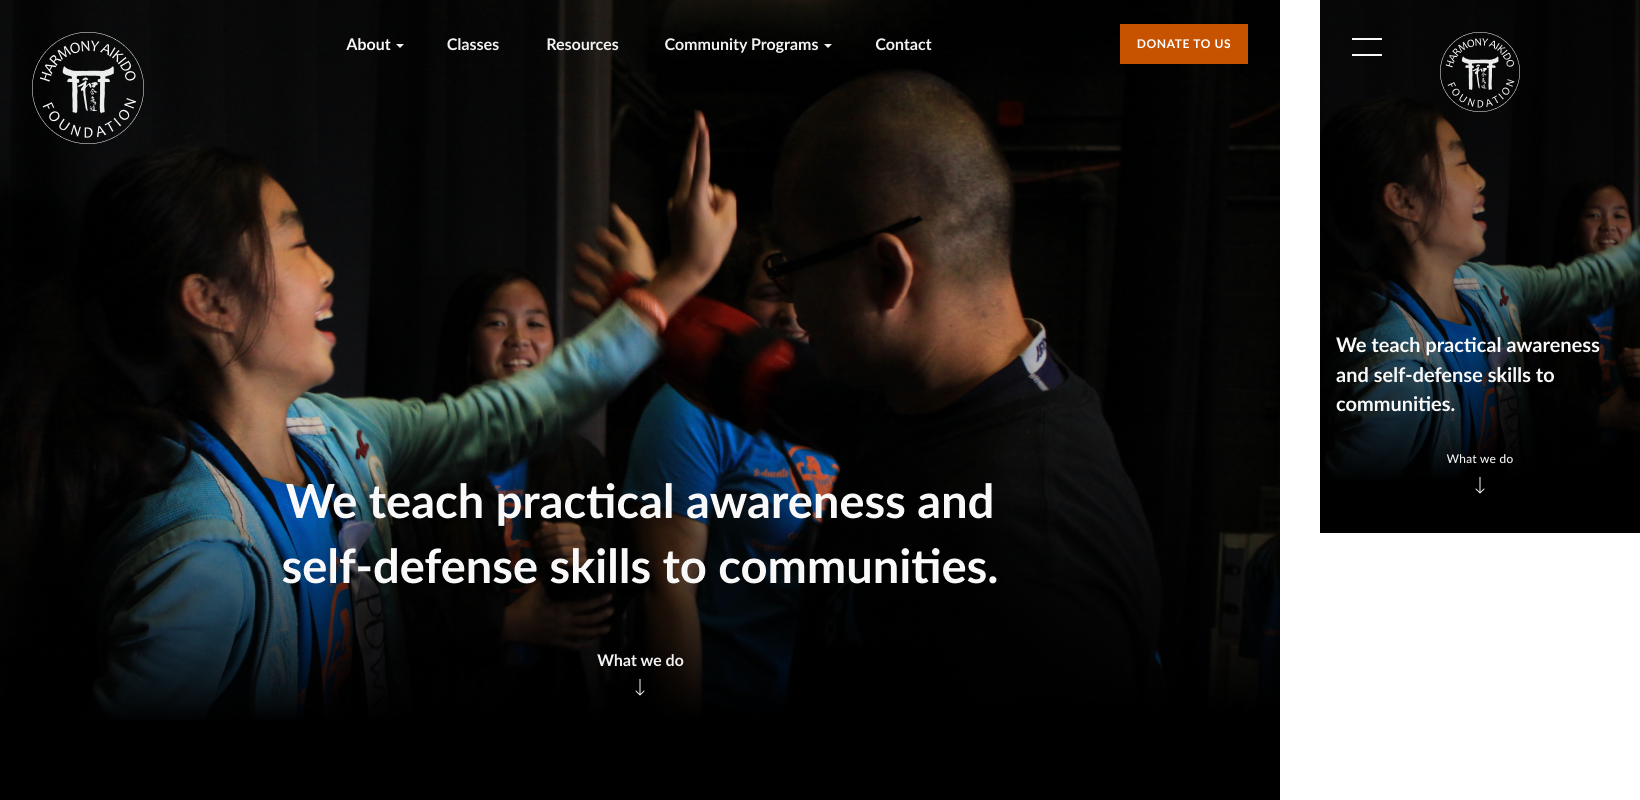 HARMONY AIKIDO
FOUNDATION
About
Classes
Resources
Community Programs
Contact
DONATE TO US
We teach practical awareness and
self-defense skills to communities.
What we do
HARMONY AIKIDO
FOUNDATION
We teach practical awareness
and self-defense skills to
communities.
What we do